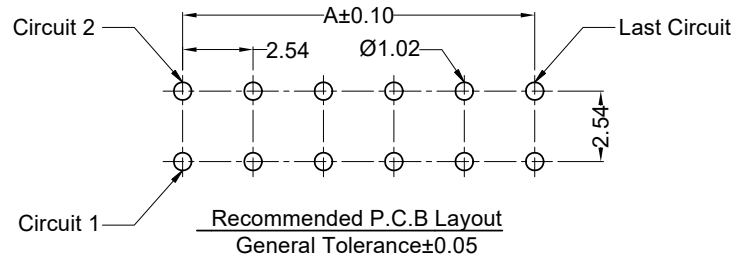 A±0.10
Circuit 2
Last Circuit
2.54
Ø1.02
2.54
Circuit 1
Recommended P.C.B Layout
General Tolerance±0.05